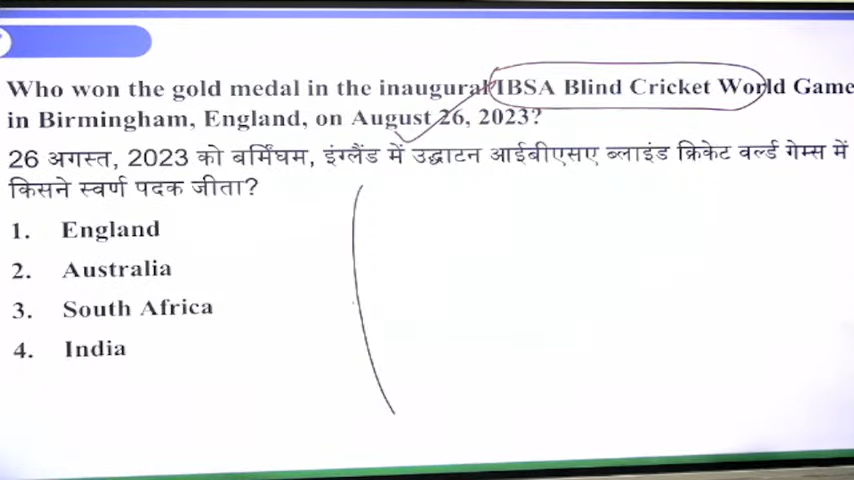 Who won the gold medal in the inaugural IBSA Blind Cricket World Game
in Birmingham, England, on August 26, 2023?
26 अगस्त, 2023 को बर्मिंघम, इंग्लैंड में उद्घाटन आईबीएसए ब्लाइंड क्रिकेट वर्ल्ड गेम्स में
किसने स्वर्ण पदक जीता?
1. England
2. Australia
3. South Africa
4. India